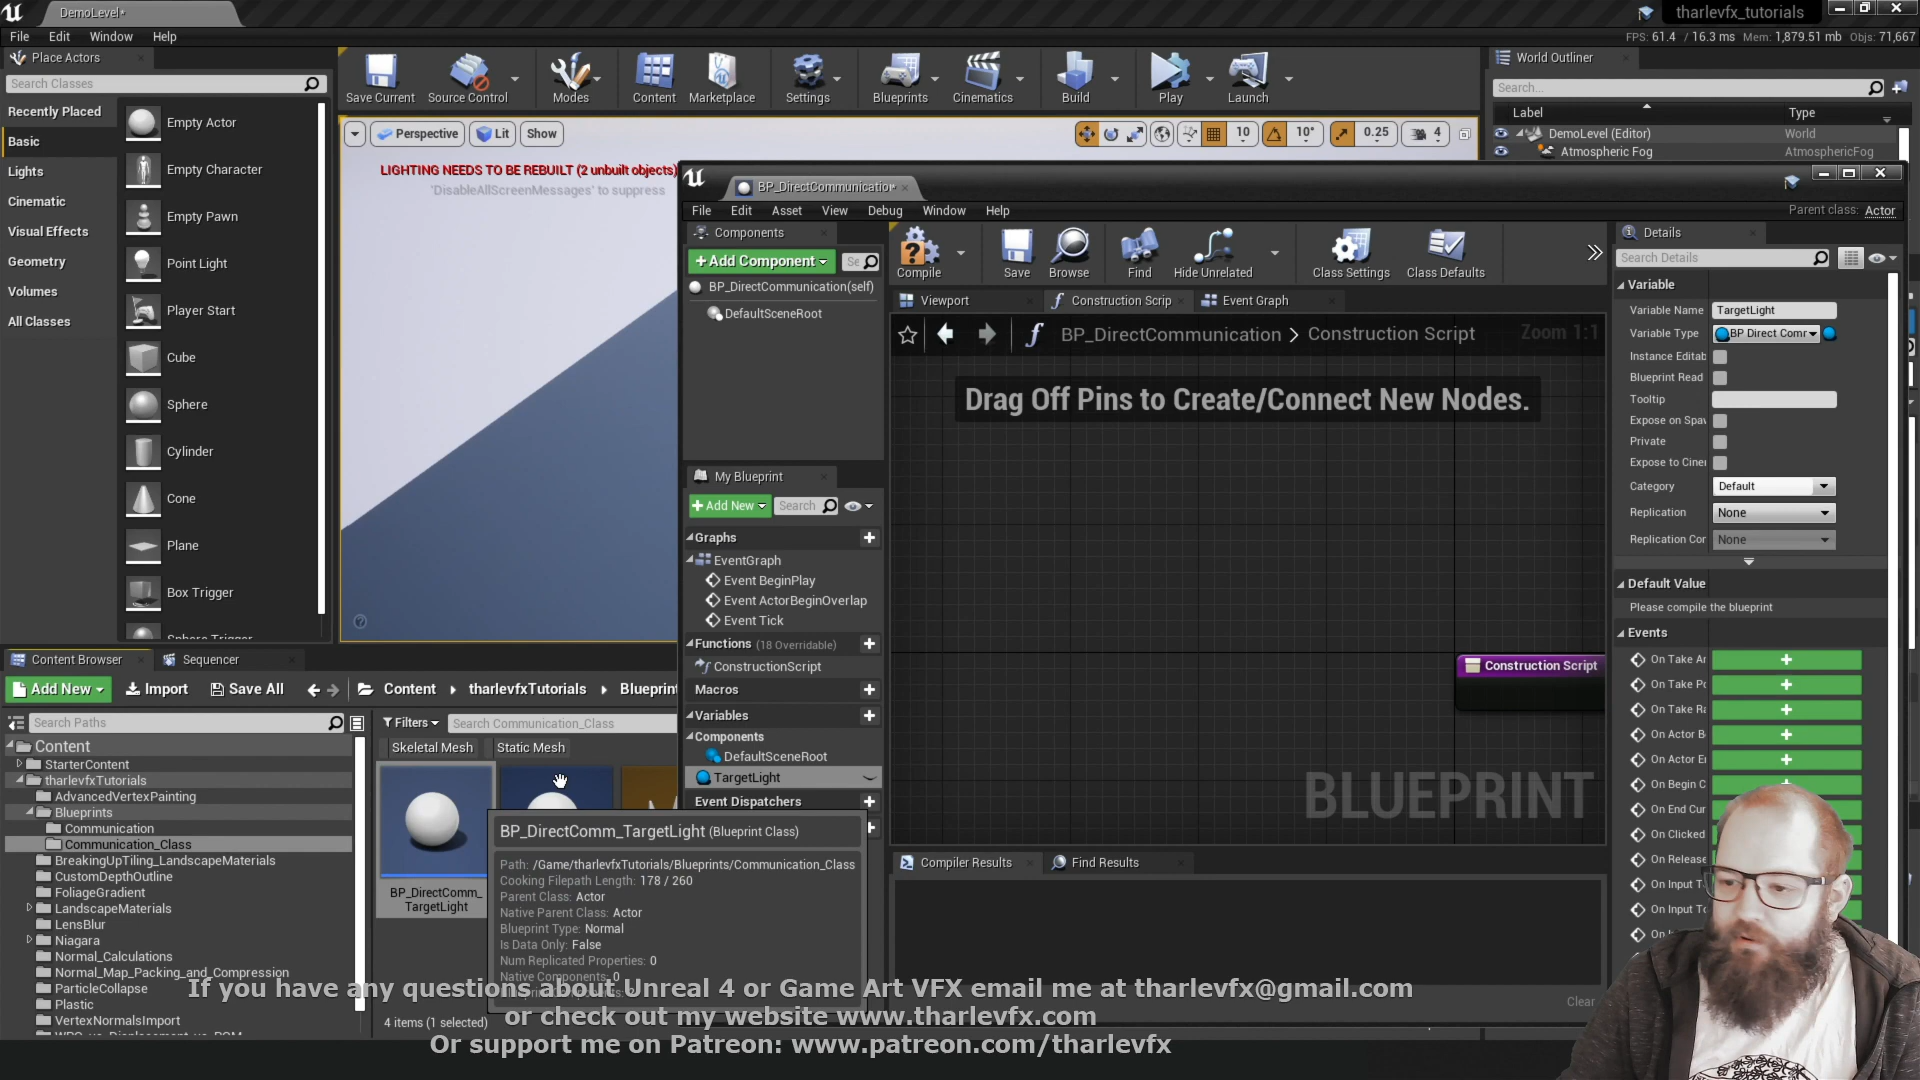 DemoLevel*
tharlevfx_tutorials
File Edit Window Help
FPS: 61.4 / 16.3 ms Mem: 1,879.51 mb Objs: 71,667
Place Actors
Search Classes
Recently Placed
Basic
Lights
Cinematic
Visual Effects
Geometry
Volumes
All Classes
Empty Actor
Empty Character
Empty Pawn
Point Light
Player Start
Cube
Sphere
Cylinder
Cone
Plane
Box Trigger
Sphere Trigger
Save Current Source Control Modes Content Marketplace Settings Blueprints Cinematics Build Play Launch
Perspective Lit Show
10 10° 0.25 4
LIGHTING NEEDS TO BE REBUILT (2 unbuilt objects)
'DisableAllScreenMessages' to suppress
World Outliner
Search...
Label Type
DemoLevel (Editor) World
Atmospheric Fog AtmosphericFog
BP_DirectCommunication*
File Edit Asset View Debug Window Help
Parent class: Actor
Components
+Add Component Se
BP_DirectCommunication(self)
DefaultSceneRoot
Compile Save Browse Find Hide Unrelated Class Settings Class Defaults
Viewport Construction Scrip Event Graph
BP_DirectCommunication > Construction Script
Zoom 1:1
Drag Off Pins to Create/Connect New Nodes.
Construction Script
BLUEPRINT
My Blueprint
+Add New Search
Graphs
EventGraph
Event BeginPlay
Event ActorBeginOverlap
Event Tick
Functions (18 Overridable)
ConstructionScript
Macros
Variables
Components
DefaultSceneRoot
TargetLight
Event Dispatchers
Compiler Results Find Results
Clear
Details
Search Details
Variable
Variable Name TargetLight
Variable Type BP Direct Comr
Instance Editab
Blueprint Read
Tooltip
Expose on Spav
Private
Expose to Ciner
Category Default
Replication None
Replication Cor None
Default Value
Please compile the blueprint
Events
On Take Ar
On Take Po
On Take Ra
On Actor B
On Actor E
On Begin C
On End Cur
On Clicked
On Release
On Input T
On Input To
Content Browser Sequencer
Add New Import Save All Content tharlevfxTutorials Blueprin
Search Paths
Filters Search Communication_Class
Skeletal Mesh Static Mesh
Content
StarterContent
tharlevfxTutorials
AdvancedVertexPainting
Blueprints
Communication
Communication_Class
BreakingUpTiling_LandscapeMaterials
CustomDepthOutline
FoliageGradient
LandscapeMaterials
LensBlur
Niagara
Normal_Calculations
Normal_Map_Packing_and_Compression
ParticleCollapse
Plastic
VertexNormalsImport
BP_DirectComm_
TargetLight
4 items (1 selected)
BP_DirectComm_TargetLight (Blueprint Class)
Path: /Game/tharlevfxTutorials/Blueprints/Communication_Class
Cooking Filepath Length: 178 / 260
Parent Class: Actor
Native Parent Class: Actor
Blueprint Type: Normal
Is Data Only: False
Num Replicated Properties: 0
Native Components: 0
If you have any questions about Unreal 4 or Game Art VFX email me at tharlevfx@gmail.com
or check out my website www.tharlevfx.com
Or support me on Patreon: www.patreon.com/tharlevfx